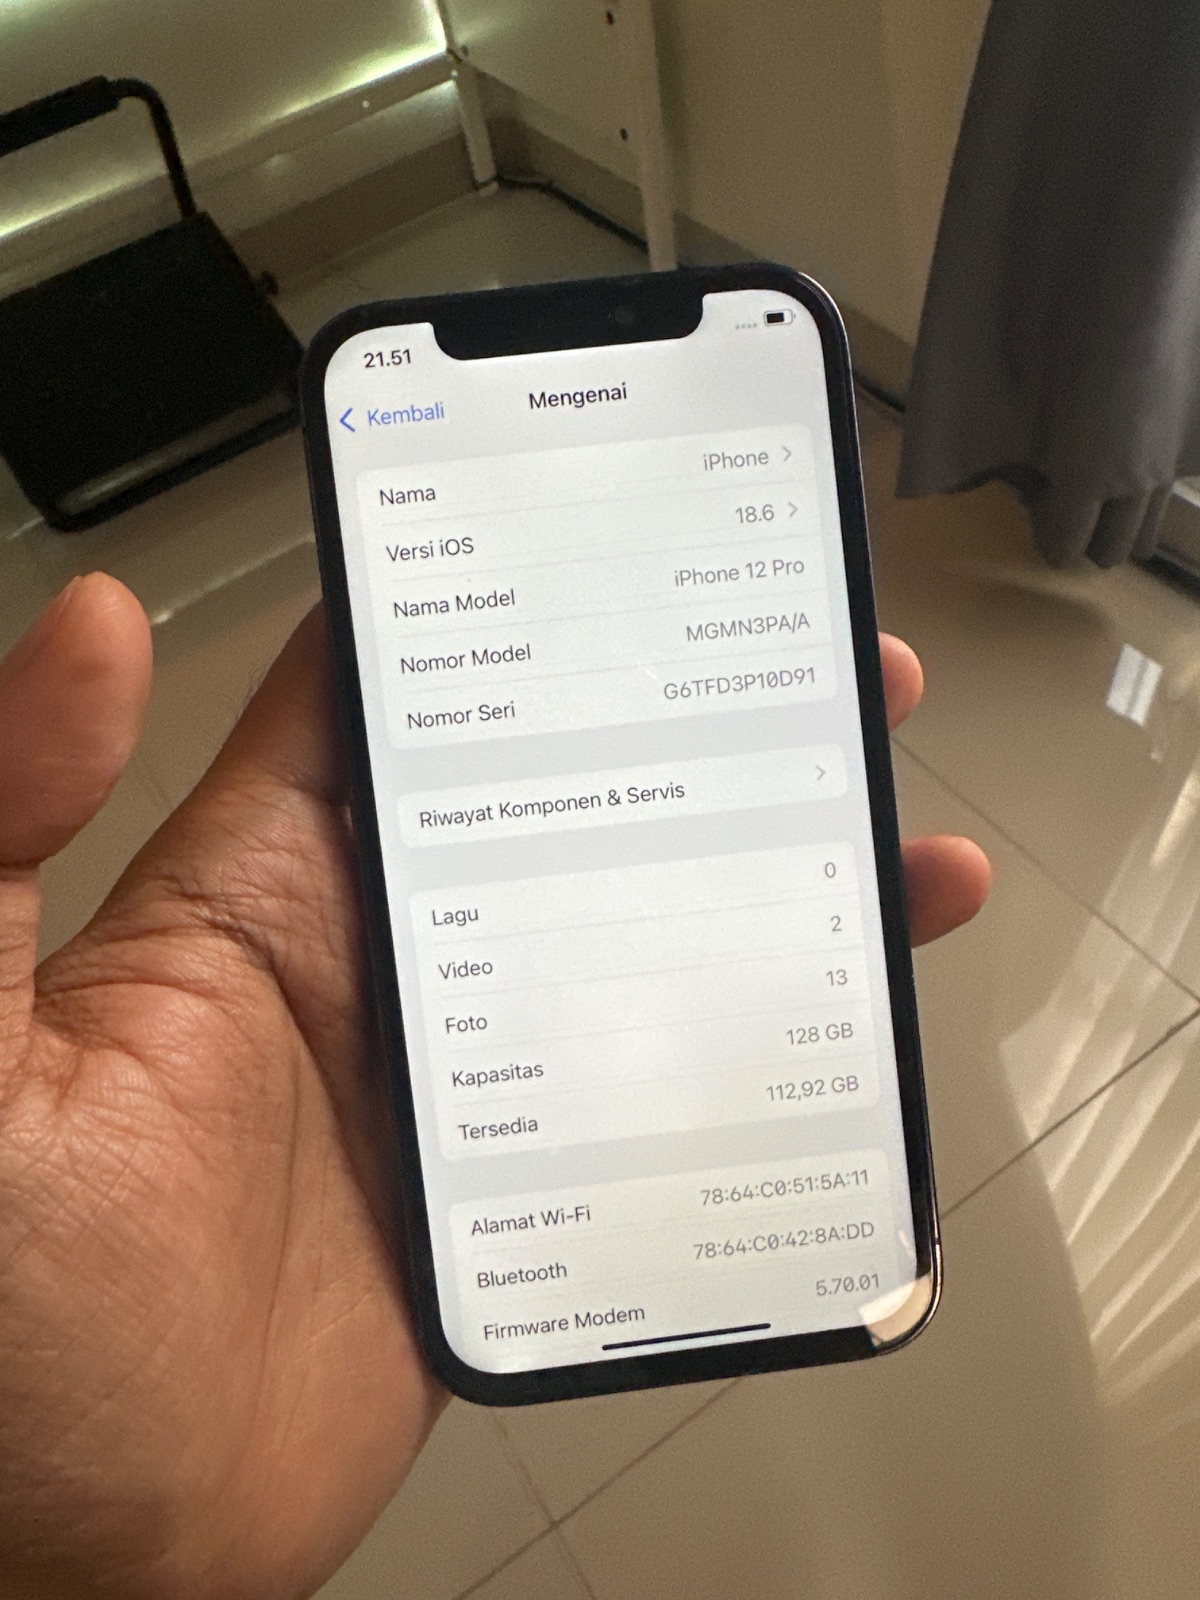 21.51
Kembali
Mengenai
Nama iPhone
Versi iOS 18.6
Nama Model iPhone 12 Pro
Nomor Model MGMN3PA/A
Nomor Seri G6TFD3P10D91
Riwayat Komponen & Servis
Lagu 0
Video 2
Foto 13
Kapasitas 128 GB
Tersedia 112,92 GB
Alamat Wi-Fi 78:64:C0:51:5A:11
Bluetooth 78:64:C0:42:8A:DD
Firmware Modem 5.70.01